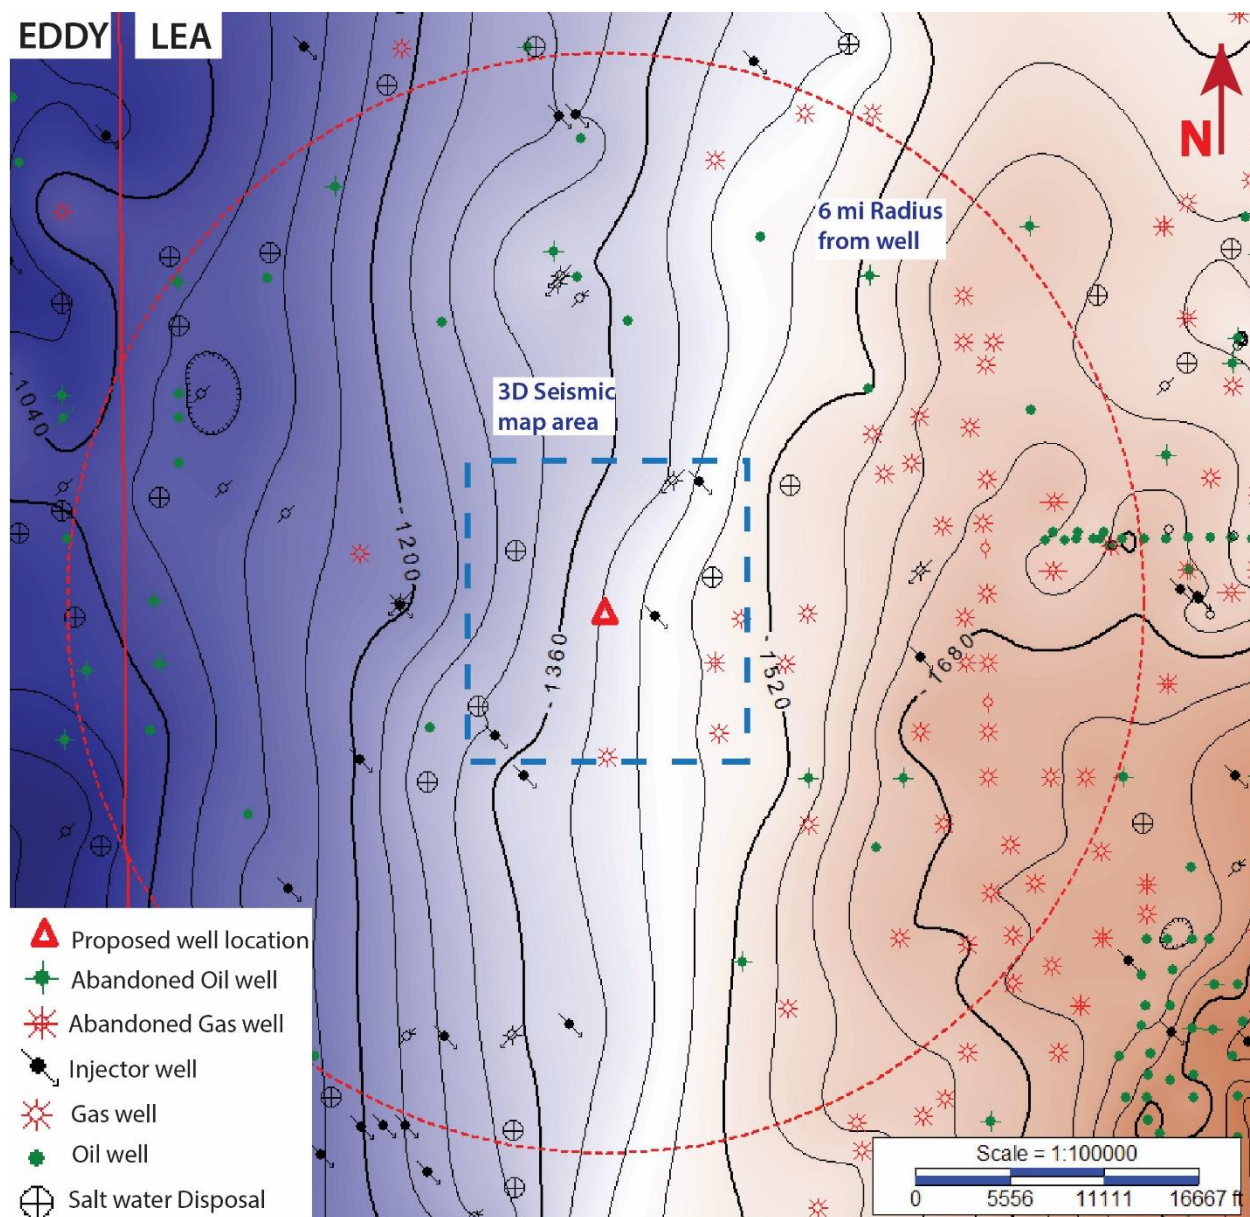 EDDY LEA
N
6 mi Radius
from well
3D Seismic
map area
-1040
-1200
-1360
-1520
-1680
Proposed well location
Abandoned Oil well
Abandoned Gas well
Injector well
Gas well
Oil well
Salt water Disposal
Scale = 1:100000
0 5556 11111 16667 ft